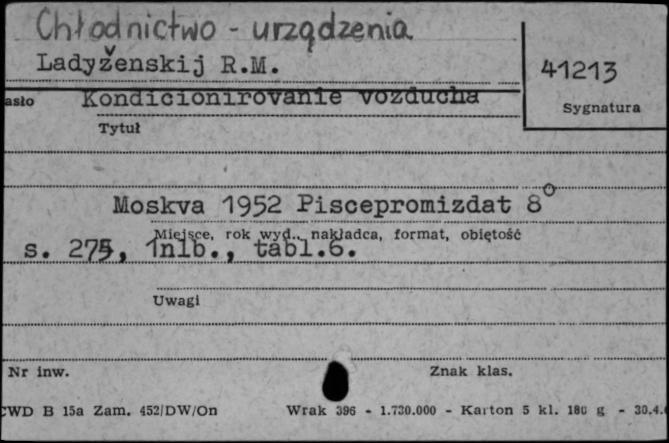 Chłodnictwo - urządzenia
Ladyženskij R.M.
41213
asło Kondicionirovanie vozducha
Sygnatura
Tytuł
Moskva 1952 Piscepromizdat 8°
Miejsce, rok wyd., nakładca, format, objętość
s. 275, 1nlb., tabl.6.
Uwagi
Nr inw. Znak klas.
CWD B 15a Zam. 452/DW/On Wrak 396 - 1.730.000 - Karton 5 kl. 180 g - 30.4.